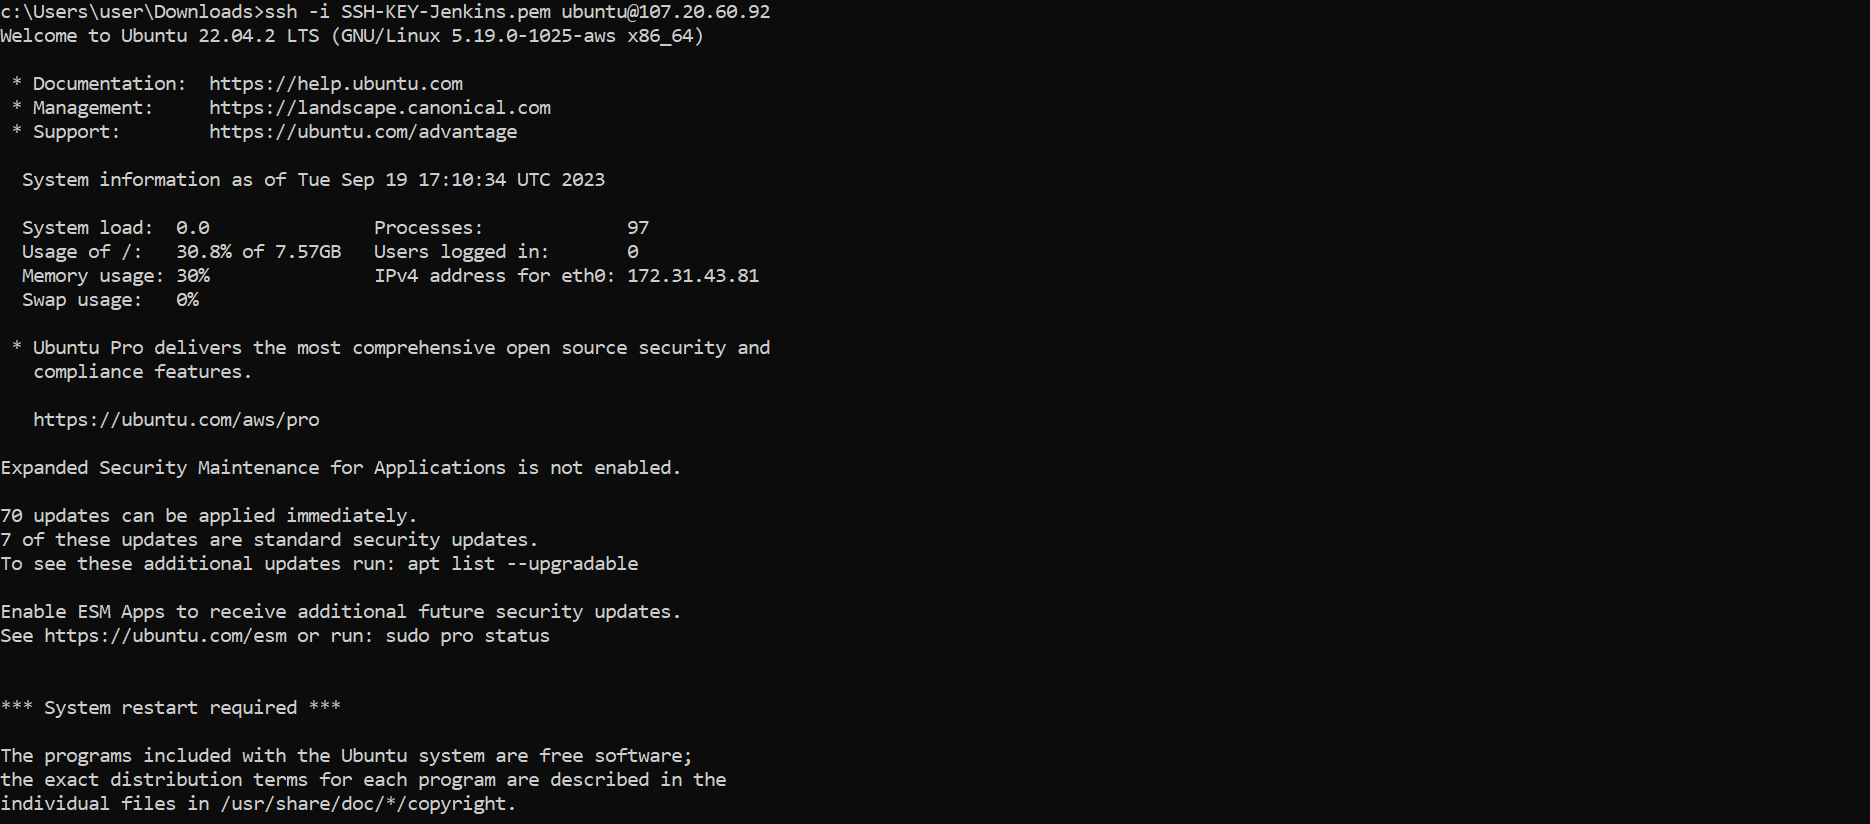 c:\Users\user\Downloads>ssh -i SSH-KEY-Jenkins.pem ubuntu@107.20.60.92
Welcome to Ubuntu 22.04.2 LTS (GNU/Linux 5.19.0-1025-aws x86_64)

 * Documentation:  https://help.ubuntu.com
 * Management:     https://landscape.canonical.com
 * Support:        https://ubuntu.com/advantage

  System information as of Tue Sep 19 17:10:34 UTC 2023

  System load:  0.0               Processes:             97
  Usage of /:   30.8% of 7.57GB   Users logged in:       0
  Memory usage: 30%               IPv4 address for eth0: 172.31.43.81
  Swap usage:   0%

 * Ubuntu Pro delivers the most comprehensive open source security and
   compliance features.

   https://ubuntu.com/aws/pro

Expanded Security Maintenance for Applications is not enabled.

70 updates can be applied immediately.
7 of these updates are standard security updates.
To see these additional updates run: apt list --upgradable

Enable ESM Apps to receive additional future security updates.
See https://ubuntu.com/esm or run: sudo pro status


*** System restart required ***

The programs included with the Ubuntu system are free software;
the exact distribution terms for each program are described in the
individual files in /usr/share/doc/*/copyright.